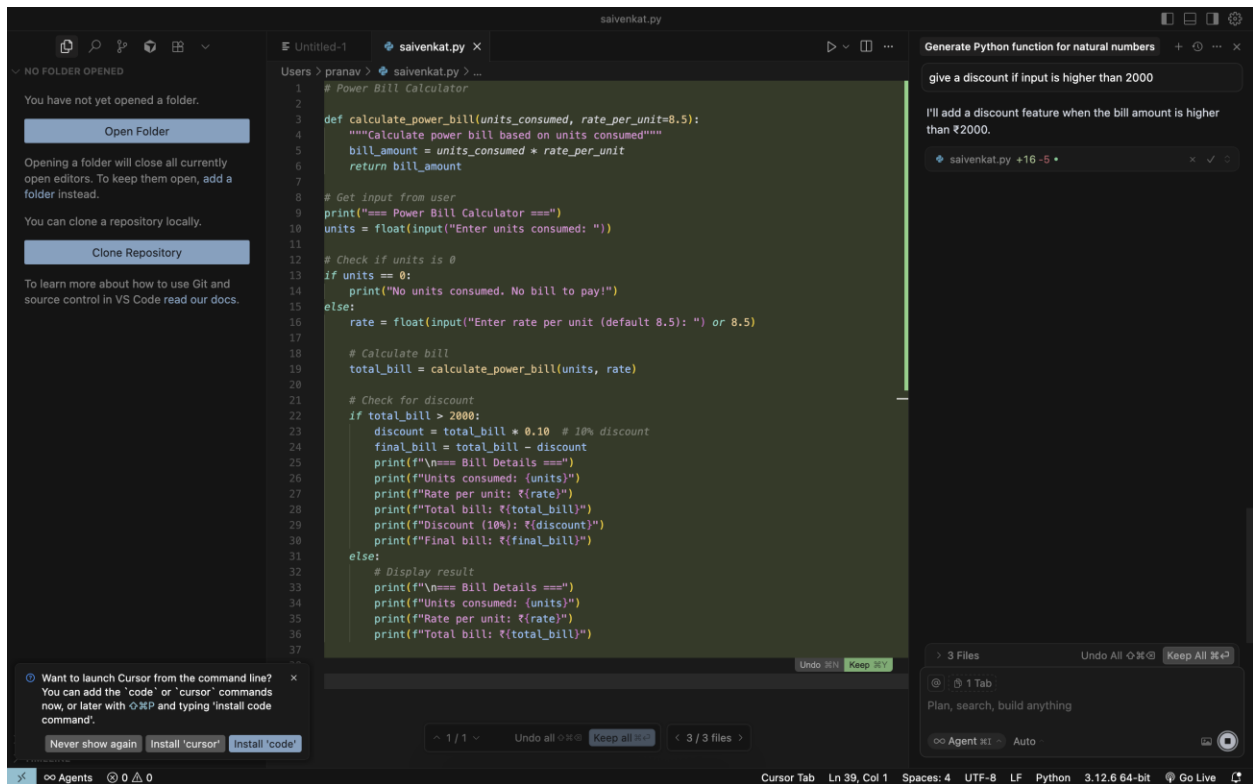 saivenkat.py
NO FOLDER OPENED
You have not yet opened a folder.
Open Folder
Opening a folder will close all currently
open editors. To keep them open, add a
folder instead.
You can clone a repository locally.
Clone Repository
To learn more about how to use Git and
source control in VS Code read our docs.
Untitled-1
saivenkat.py
Users > pranav > saivenkat.py > ...
1 # Power Bill Calculator
2
3 def calculate_power_bill(units_consumed, rate_per_unit=8.5):
4 """Calculate power bill based on units consumed"""
5 bill_amount = units_consumed * rate_per_unit
6 return bill_amount
7
8 # Get input from user
9 print("=== Power Bill Calculator ===")
10 units = float(input("Enter units consumed: "))
11
12 # Check if units is 0
13 if units == 0:
14 print("No units consumed. No bill to pay!")
15 else:
16 rate = float(input("Enter rate per unit (default 8.5): ") or 8.5)
17
18 # Calculate bill
19 total_bill = calculate_power_bill(units, rate)
20
21 # Check for discount
22 if total_bill > 2000:
23 discount = total_bill * 0.10 # 10% discount
24 final_bill = total_bill - discount
25 print(f"\n=== Bill Details ===")
26 print(f"Units consumed: {units}")
27 print(f"Rate per unit: ₹{rate}")
28 print(f"Total bill: ₹{total_bill}")
29 print(f"Discount (10%): ₹{discount}")
30 print(f"Final bill: ₹{final_bill}")
31 else:
32 # Display result
33 print(f"\n=== Bill Details ===")
34 print(f"Units consumed: {units}")
35 print(f"Rate per unit: ₹{rate}")
36 print(f"Total bill: ₹{total_bill}")
37
Undo ⌘N Keep ⌘Y
1 / 1 Undo all ⇧⌘⌫ Keep all ⌘⏎ < 3 / 3 files >
Generate Python function for natural numbers
give a discount if input is higher than 2000
I'll add a discount feature when the bill amount is higher
than ₹2000.
saivenkat.py +16 -5 •
> 3 Files Undo All ⇧⌘⌫ Keep All ⌘⏎
@ 1 Tab
Plan, search, build anything
∞ Agent ⌘I Auto
Want to launch Cursor from the command line?
You can add the `code` or `cursor` commands
now, or later with ⇧⌘P and typing 'install code
command'.
Never show again Install 'cursor' Install 'code'
∞ Agents 0 0
Cursor Tab Ln 39, Col 1 Spaces: 4 UTF-8 LF Python 3.12.6 64-bit Go Live